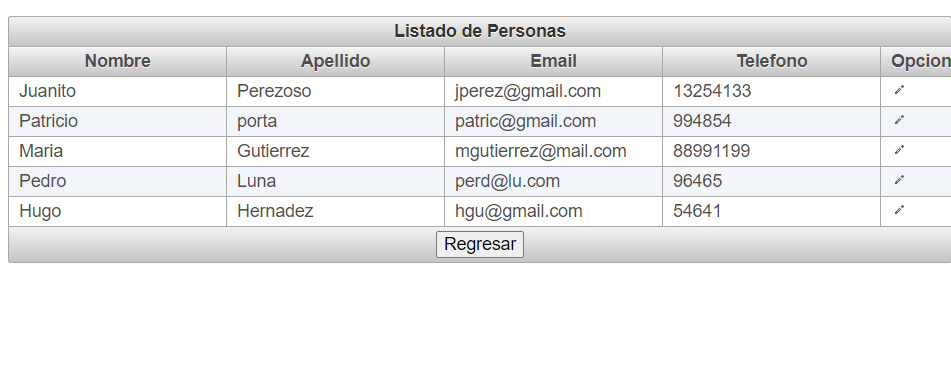 Listado de Personas
Nombre Apellido Email Telefono Opcion
Juanito Perezoso jperez@gmail.com 13254133
Patricio porta patric@gmail.com 994854
Maria Gutierrez mgutierrez@mail.com 88991199
Pedro Luna perd@lu.com 96465
Hugo Hernadez hgu@gmail.com 54641
Regresar